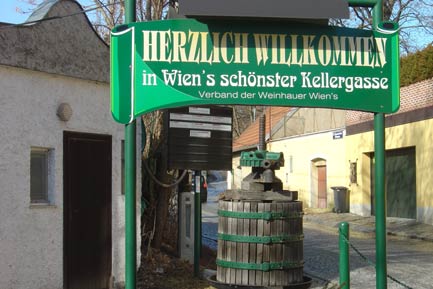 HERZLICH WILLKOMMEN
in Wien's schönster Kellergasse
Verband der Weinhauer Wien's